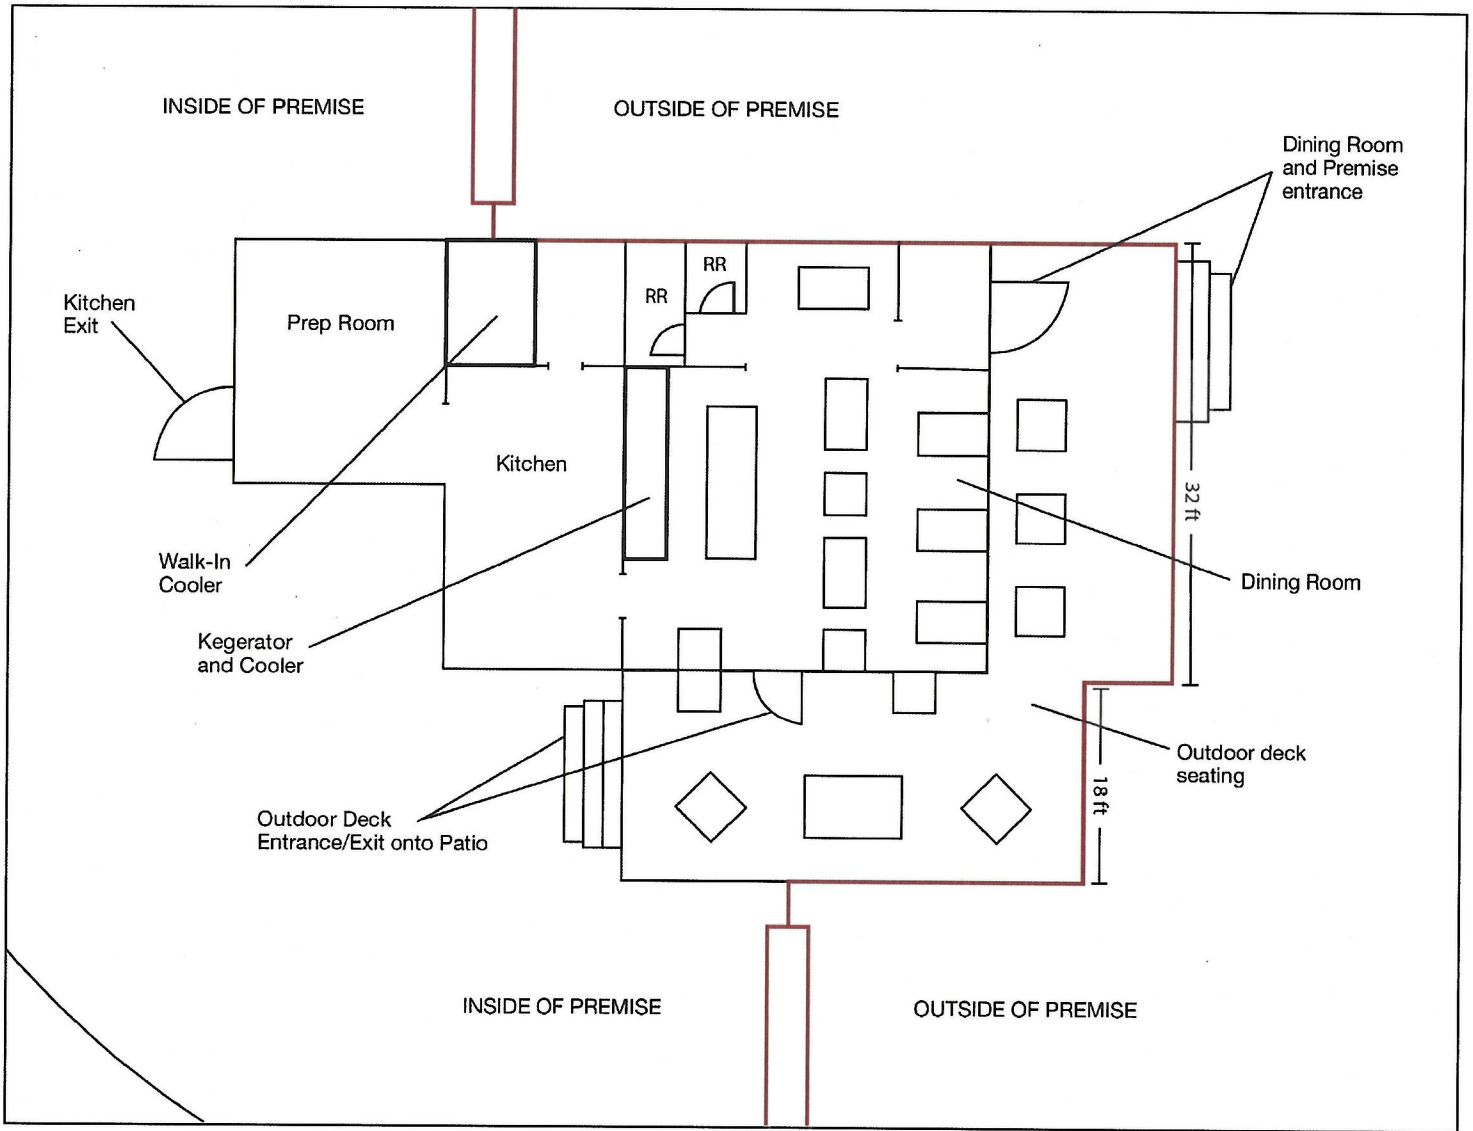 INSIDE OF PREMISE
OUTSIDE OF PREMISE
Dining Room
and Premise
entrance
RR
RR
Kitchen
Exit
Prep Room
Kitchen
32 ft
Walk-In
Cooler
Dining Room
Kegerator
and Cooler
Outdoor deck
seating
18 ft
Outdoor Deck
Entrance/Exit onto Patio
INSIDE OF PREMISE
OUTSIDE OF PREMISE